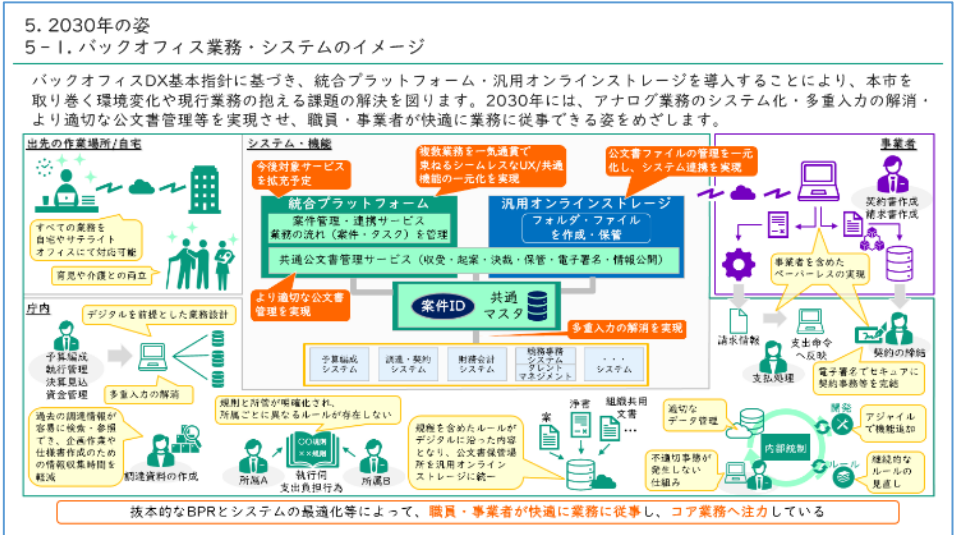 5. 2030年の姿
5-1. バックオフィス業務・システムのイメージ
バックオフィスDX基本指針に基づき、統合プラットフォーム・汎用オンラインストレージを導入することにより、本市を
取り巻く環境変化や現行業務の抱える課題の解決を図ります。2030年には、アナログ業務のシステム化・多重入力の解消・
より適切な公文書管理等を実現させ、職員・事業者が快適に業務に従事できる姿をめざします。
出先の作業場所/自宅
すべての業務を
自宅やサテライト
オフィスにて対応可能
育児や介護との両立
システム・機能
今後対象サービス
を拡充予定
複数業務を一気通貫で
束ねるシームレスなUX/共通
機能の一元化を実現
公文書ファイルの管理を一元
化し、システム連携を実現
統合プラットフォーム
案件管理・連携サービス
業務の流れ（案件・タスク）を管理
汎用オンラインストレージ
フォルダ・ファイル
を作成・保管
共通公文書管理サービス（収受・起案・決裁・保管・電子署名・情報公開）
より適切な公文書
管理を実現
案件ID
共通
マスタ
多重入力の解消を実現
予算編成
システム
調達・契約
システム
財務会計
システム
総務事務
システム
タレント
マネジメント
・・・
システム
事業者
契約書作成
請求書作成
事業者を含めた
ペーパーレスの実現
庁内
デジタルを前提とした業務設計
予算編成
執行管理
決算見込
資金管理
多重入力の解消
過去の調達情報が
容易に検索・参照
でき、企画作業や
仕様書作成のため
の情報収集時間を
軽減
調達資料の作成
規則と所管が明確化され、
所属ごとに異なるルールが存在しない
○○規則
××規則
所属A
執行伺
支出負担行為
所属B
規程を含めたルールが
デジタルに沿った内容
となり、公文書保管場
所を汎用オンライン
ストレージに統一
案
浄書
組織共用
文書
…
請求情報
支出命令
へ反映
支払処理
契約の締結
電子署名でセキュアに
契約事務等を完結
適切な
データ管理
不適切事態が
発生しない
仕組み
内部統制
開発
アジャイル
で機能追加
ルール
継続的な
ルールの
見直し
抜本的なBPRとシステムの最適化等によって、職員・事業者が快適に業務に従事し、コア業務へ注力している